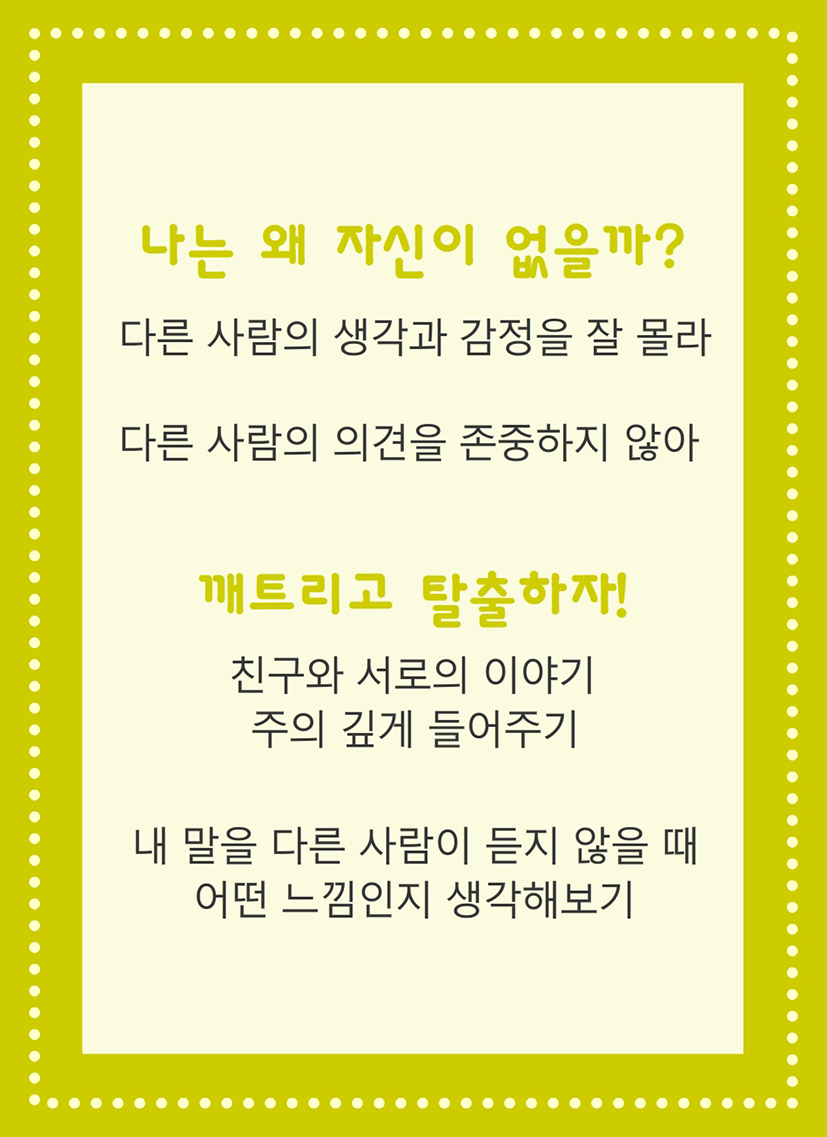 나는 왜 자신이 없을까?
다른 사람의 생각과 감정을 잘 몰라
다른 사람의 의견을 존중하지 않아
깨트리고 탈출하자!
친구와 서로의 이야기
주의 깊게 들어주기
내 말을 다른 사람이 듣지 않을 때
어떤 느낌인지 생각해보기